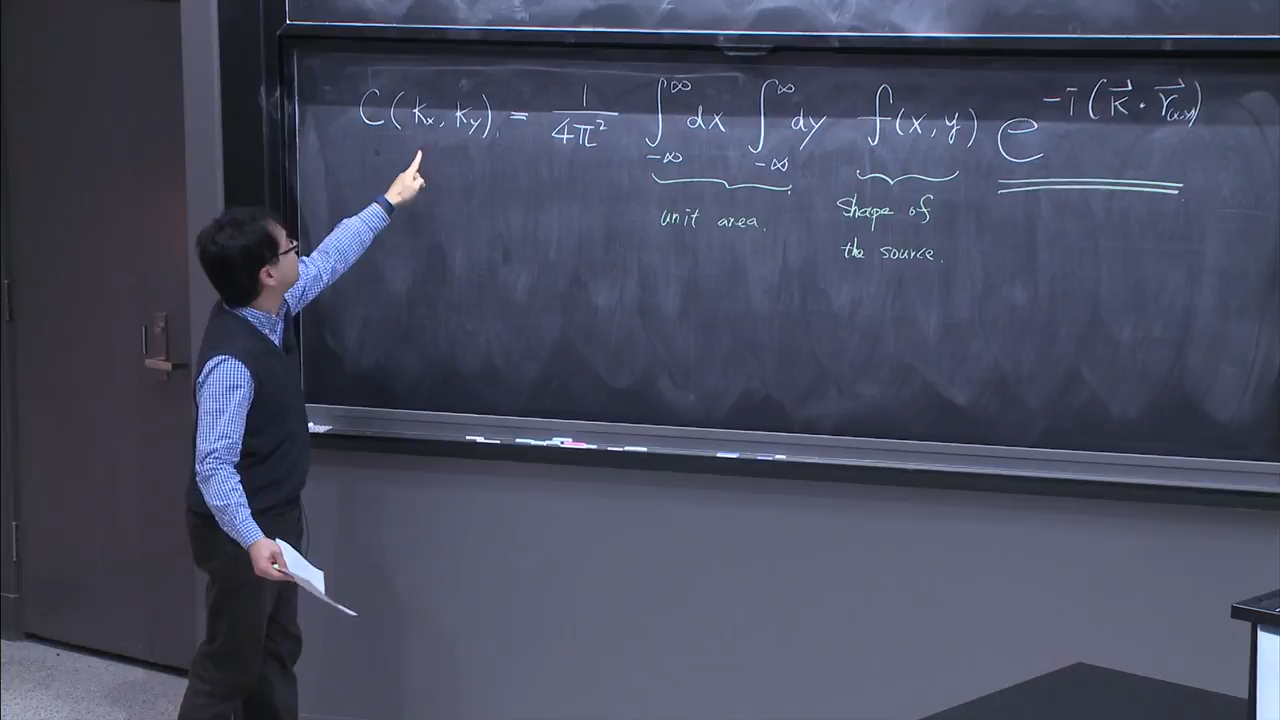 C(kx, ky) = 1/4π² ∫_{-∞}^{∞} dx ∫_{-∞}^{∞} dy f(x, y) e^{-i(k⃗ · r⃗_{(x,y)})}
unit area.
Shape of
the source.